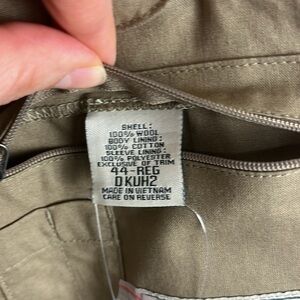 SHELL:
100% WOOL
BODY LINING:
100% COTTON
SLEEVE LINING:
100% POLYESTER
EXCLUSIVE OF TRIM
44-REG
DKUH2
MADE IN VIETNAM
CARE ON REVERSE